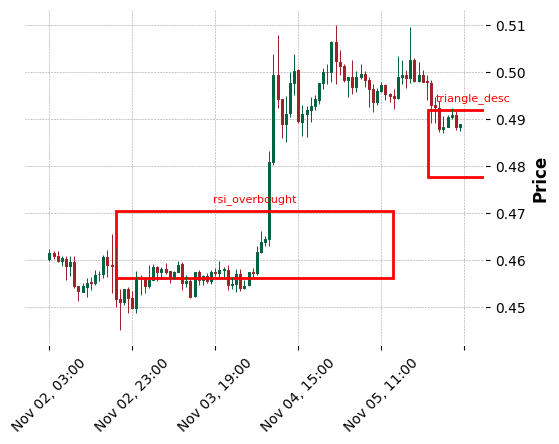 0.51
0.50
triangle_desc
0.49
0.48
Price
rsi_overbought
0.47
0.46
0.45
Nov 02, 03:00
Nov 02, 23:00
Nov 03, 19:00
Nov 04, 15:00
Nov 05, 11:00